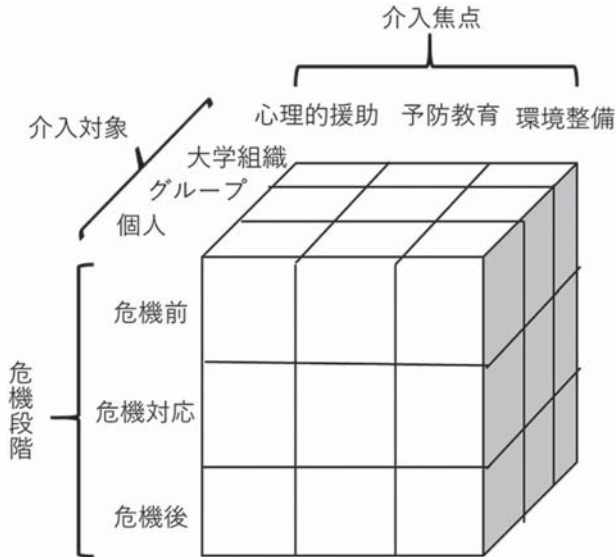 介入焦点
心理的援助 予防教育 環境整備
介入対象
大学組織
グループ
個人
危機段階
危機前
危機対応
危機後